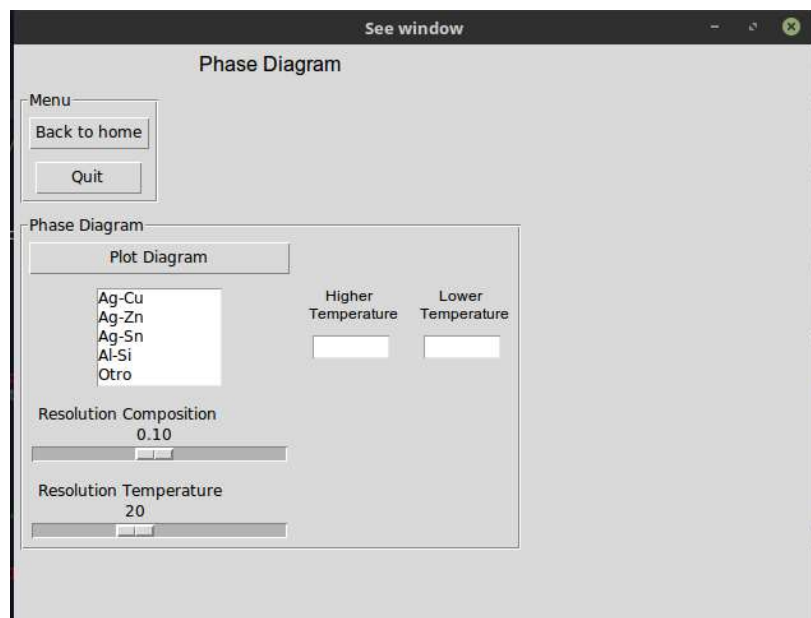 See window
Phase Diagram
Menu
Back to home
Quit
Phase Diagram
Plot Diagram
Ag-Cu
Ag-Zn
Ag-Sn
Al-Si
Otro
Higher
Temperature
Lower
Temperature
Resolution Composition
0.10
Resolution Temperature
20